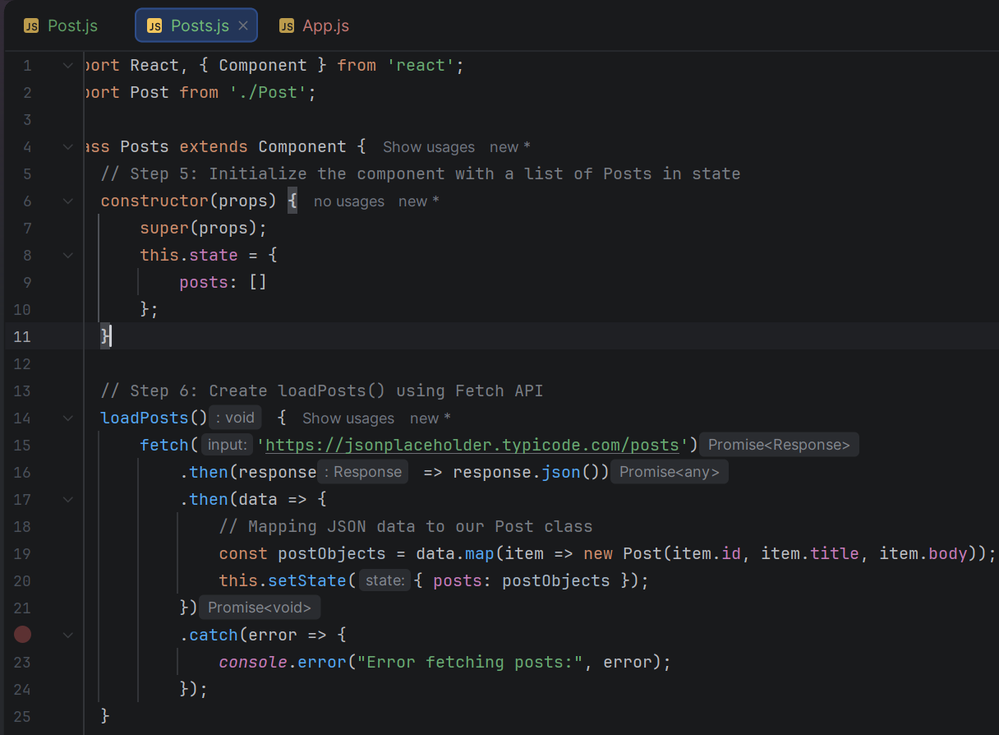 JS Post.js JS Posts.js × JS App.js
1 port React, { Component } from 'react';
2 port Post from './Post';
3
4 ass Posts extends Component { Show usages new *
5 // Step 5: Initialize the component with a list of Posts in state
6 constructor(props) { no usages new *
7 super(props);
8 this.state = {
9 posts: []
10 };
11 }
12
13 // Step 6: Create loadPosts() using Fetch API
14 loadPosts() : void { Show usages new *
15 fetch( input: 'https://jsonplaceholder.typicode.com/posts') Promise<Response>
16 .then(response : Response => response.json()) Promise<any>
17 .then(data => {
18 // Mapping JSON data to our Post class
19 const postObjects = data.map(item => new Post(item.id, item.title, item.body));
20 this.setState( state: { posts: postObjects });
21 }) Promise<void>
.catch(error => {
23 console.error("Error fetching posts:", error);
24 });
25 }